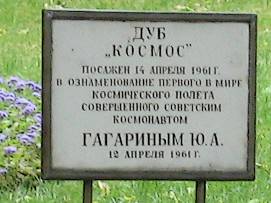 ДУБ
„КОСМОС"
ПОСАЖЕН 14 АПРЕЛЯ 1961 Г.
В ОЗНАМЕНОВАНИЕ ПЕРВОГО В МИРЕ
КОСМИЧЕСКОГО ПОЛЕТА
СОВЕРШЕННОГО СОВЕТСКИМ
КОСМОНАВТОМ
ГАГАРИНЫМ Ю.А.
12 АПРЕЛЯ 1961 Г.